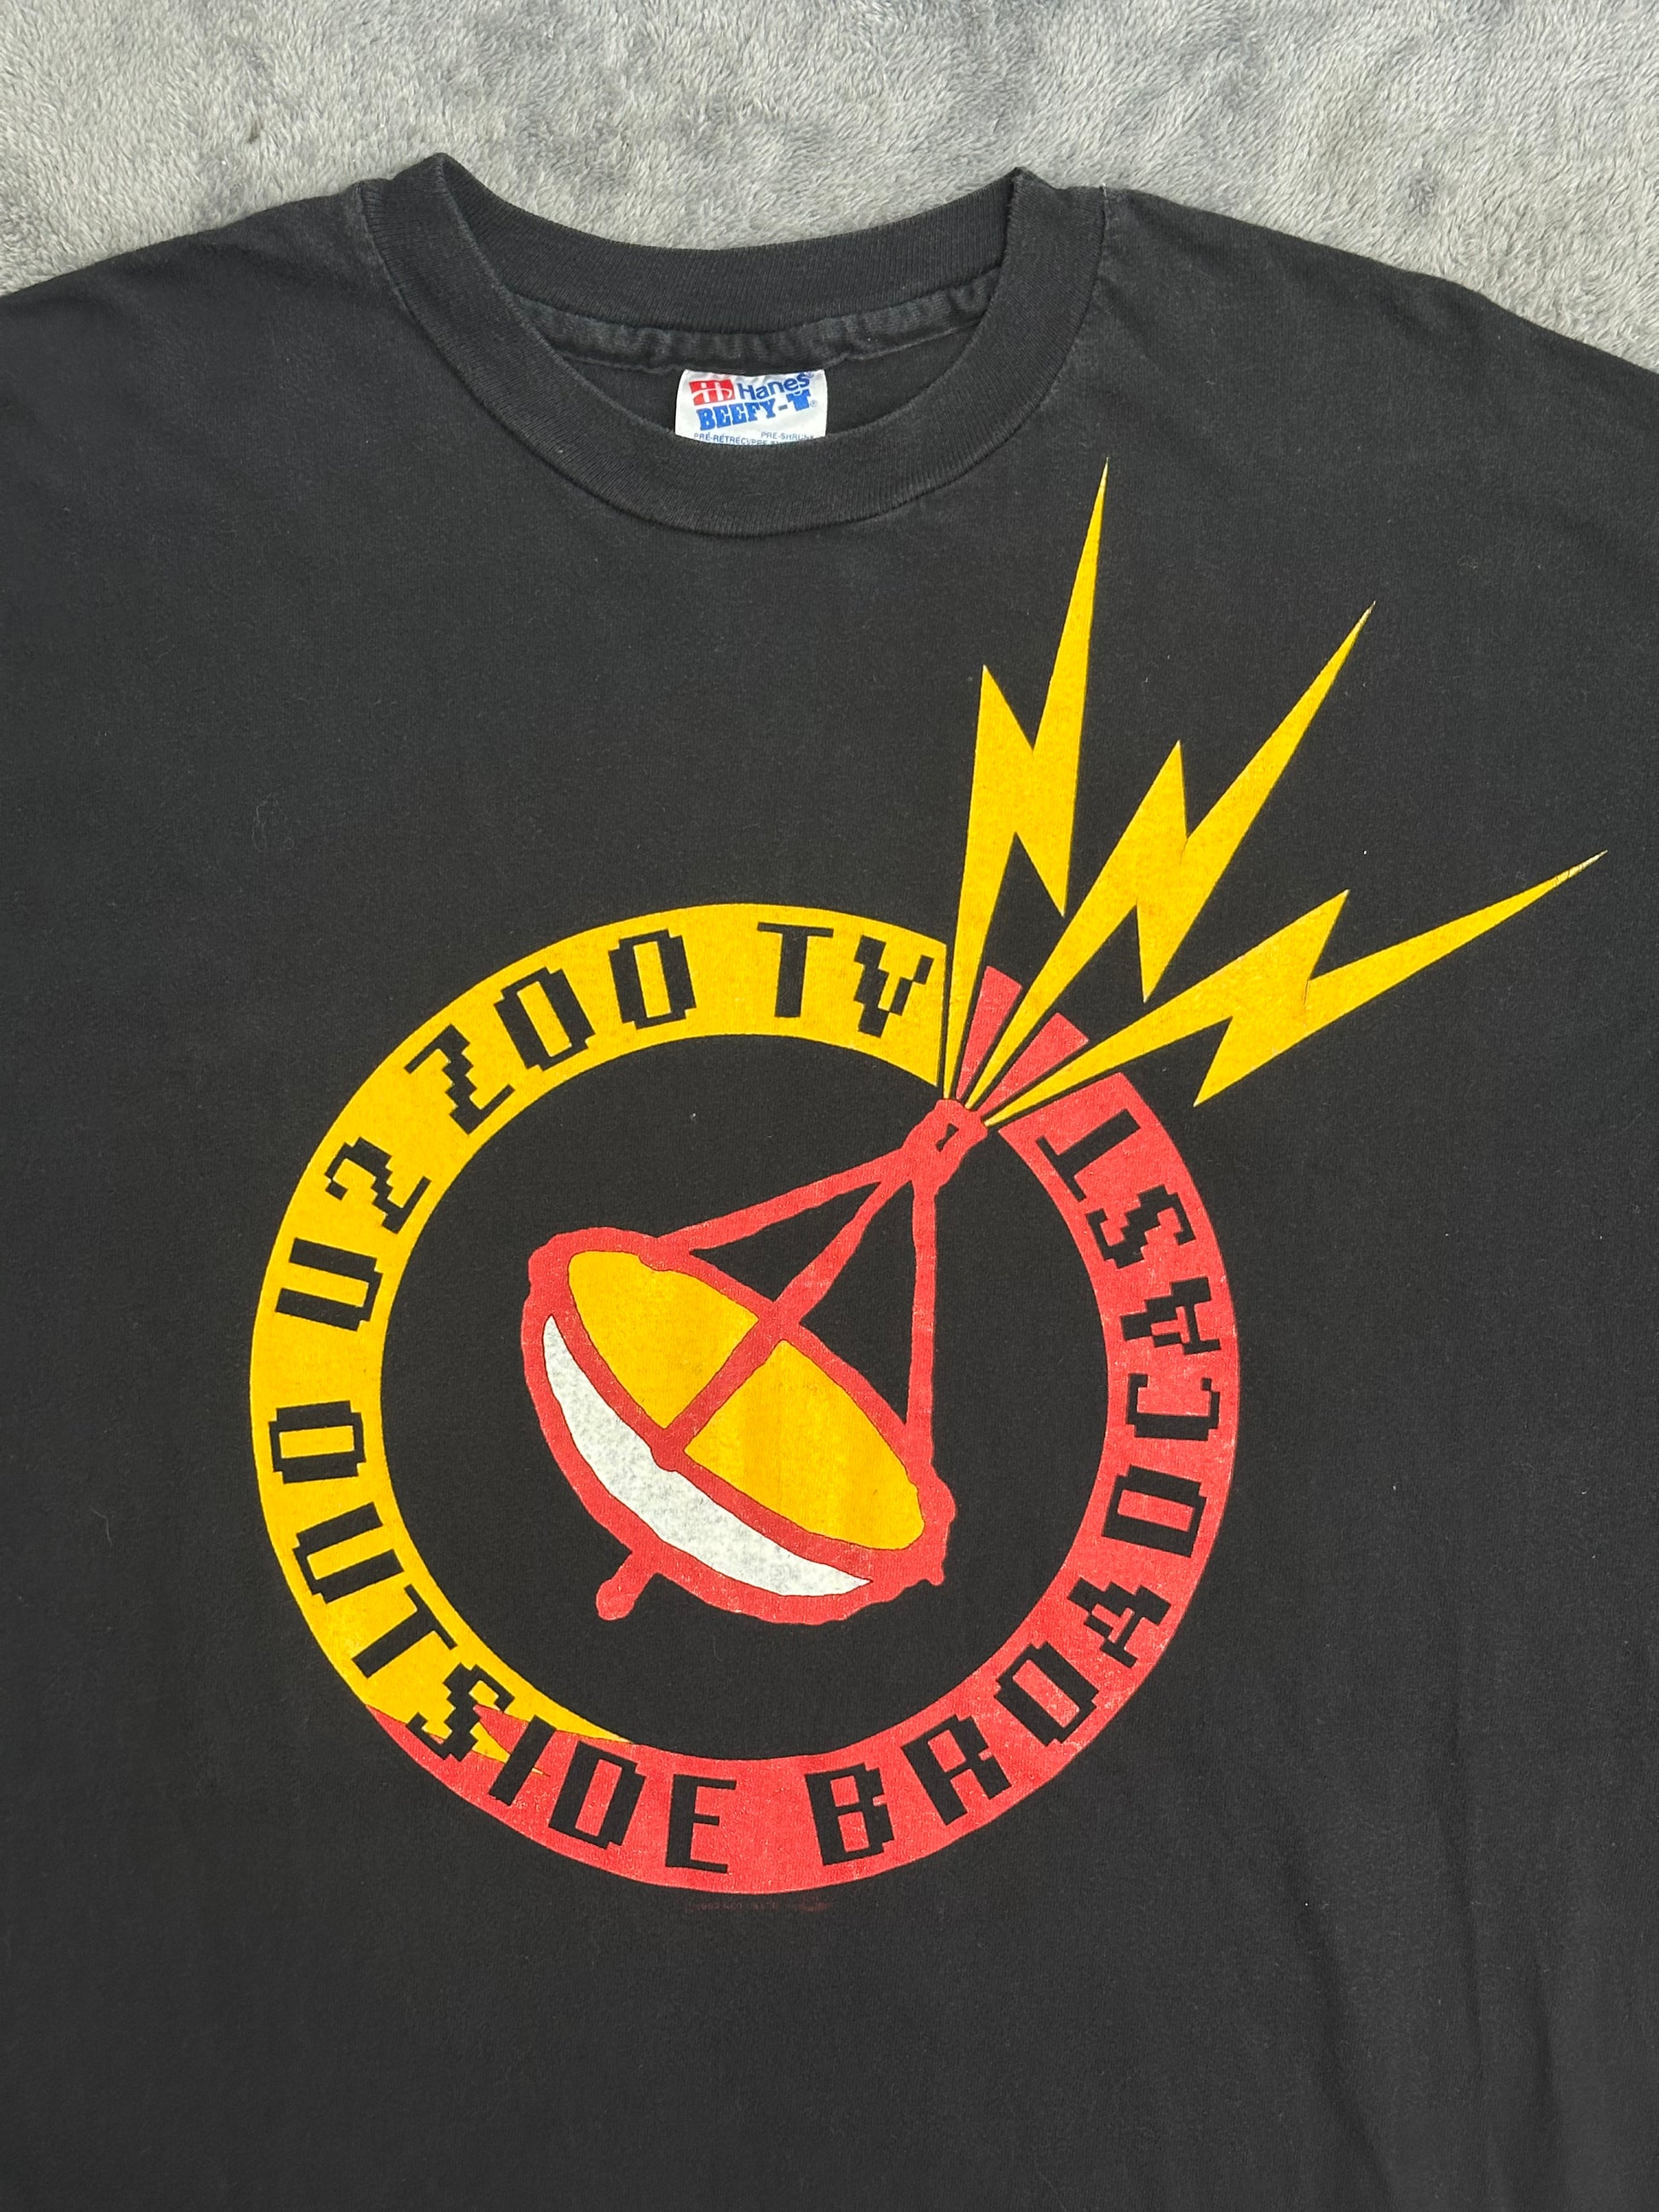 Hanes
BEEFY-T®
PRE-SHRUNK
U2 ZOO TV
OUTSIDE BROADCAST